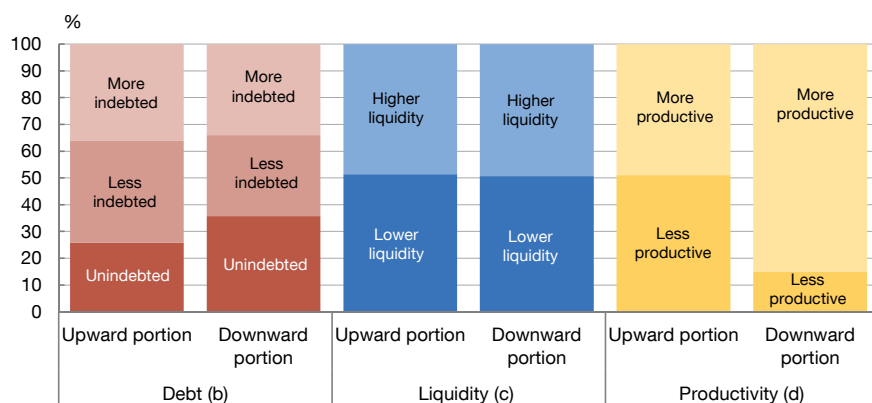 %
100
90
80
70
60
50
40
30
20
10
0
More
indebted
Less
indebted
Unindebted
More
indebted
Less
indebted
Unindebted
Higher
liquidity
Lower
liquidity
Higher
liquidity
Lower
liquidity
More
productive
Less
productive
More
productive
Less
productive
Upward portion
Downward
portion
Upward portion
Downward
portion
Upward portion
Downward
portion
Debt (b)
Liquidity (c)
Productivity (d)